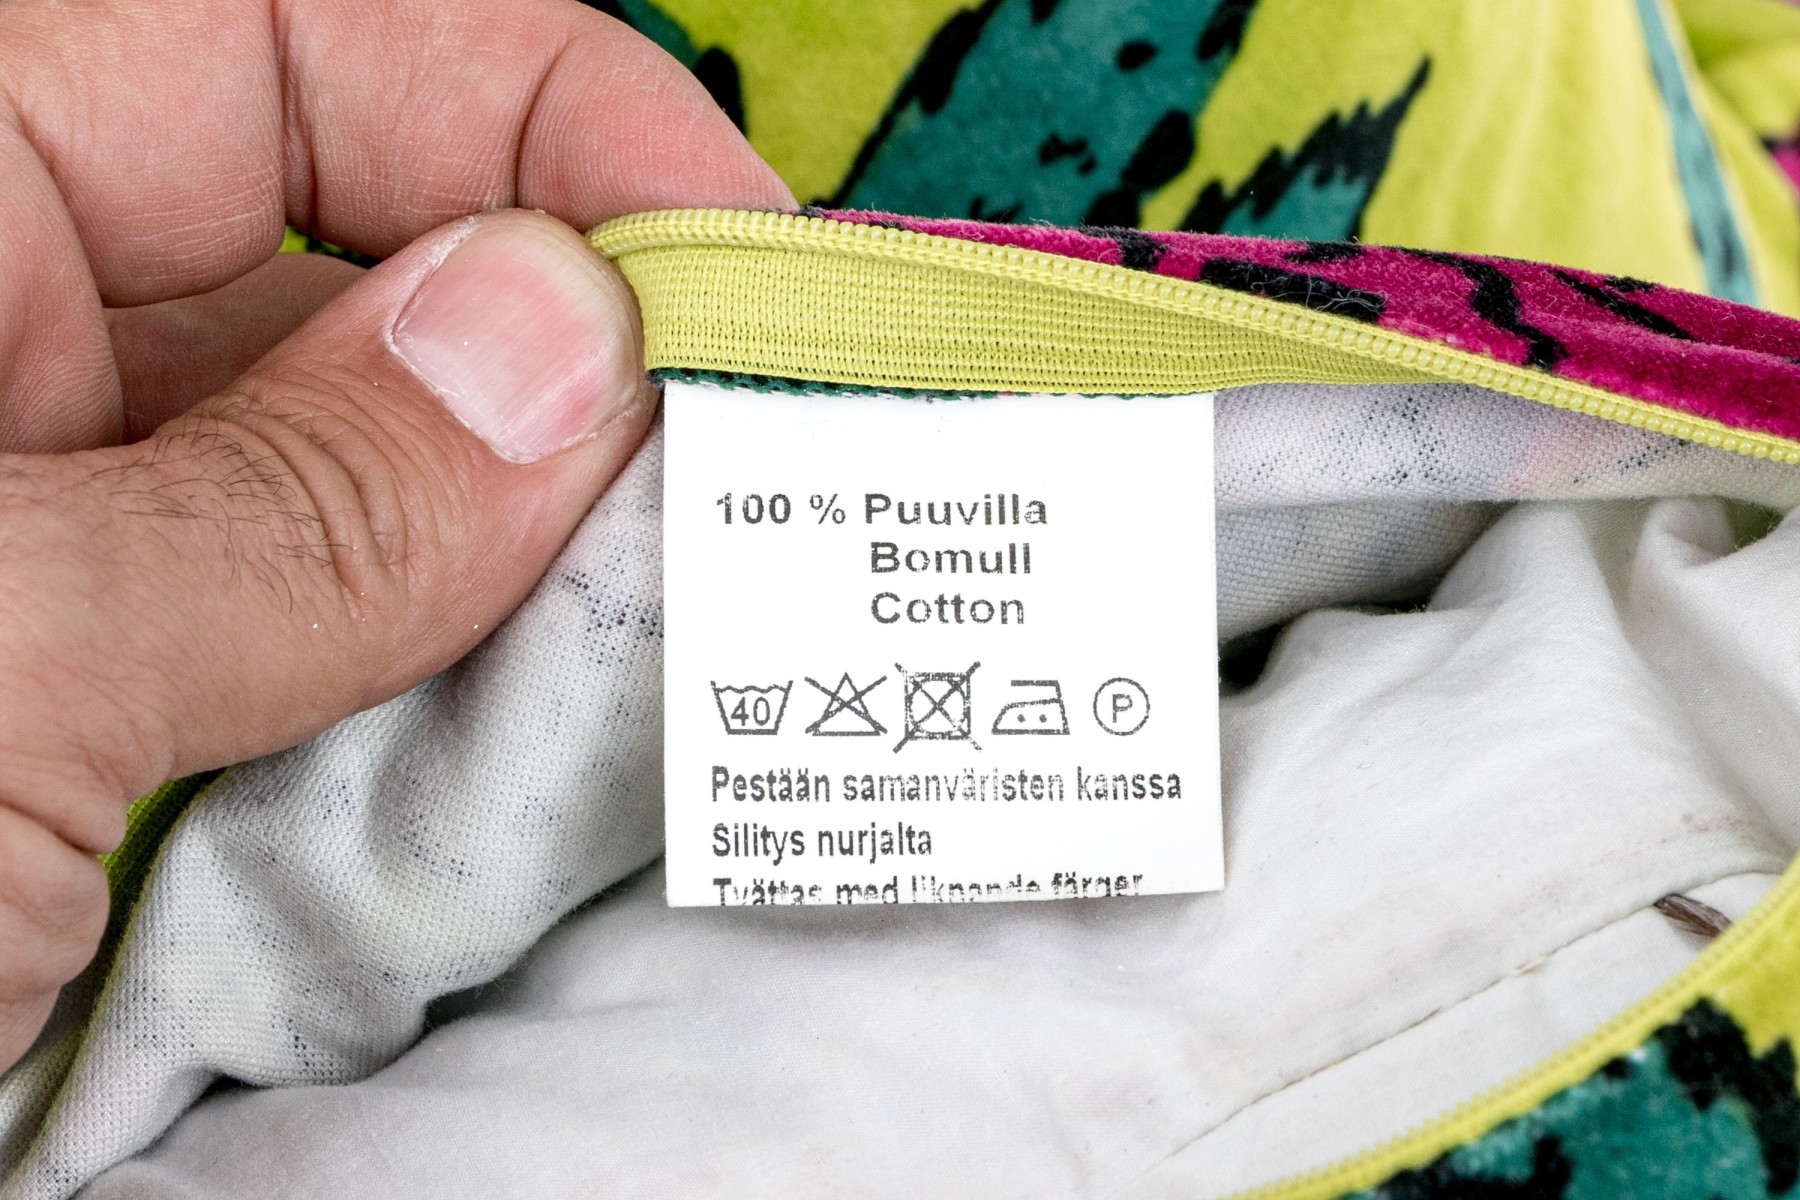 100 % Puuvilla
Bomull
Cotton
40 P
Pestään samanväristen kanssa
Silitys nurjalta
Tvättas med liknande färger